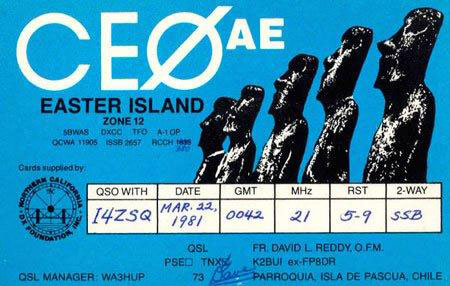 CEØAE
EASTER ISLAND
ZONE 12
5BWAS DXCC TFO A-1 OP
QCWA 11905 ISSB 2657 RCCH
Cards supplied by:
NORTHERN CALIFORNIA DX FOUNDATION, INC.
QSO WITH DATE GMT MHz RST 2-WAY
I4ZSQ MAR. 22, 1981 0042 21 5-9 SSB
QSL FR. DAVID L. REDDY, O.F.M.
PSE TNX K2BUI ex-FP8DR
QSL MANAGER: WA3HUP 73 Dave PARROQUIA, ISLA DE PASCUA, CHILE